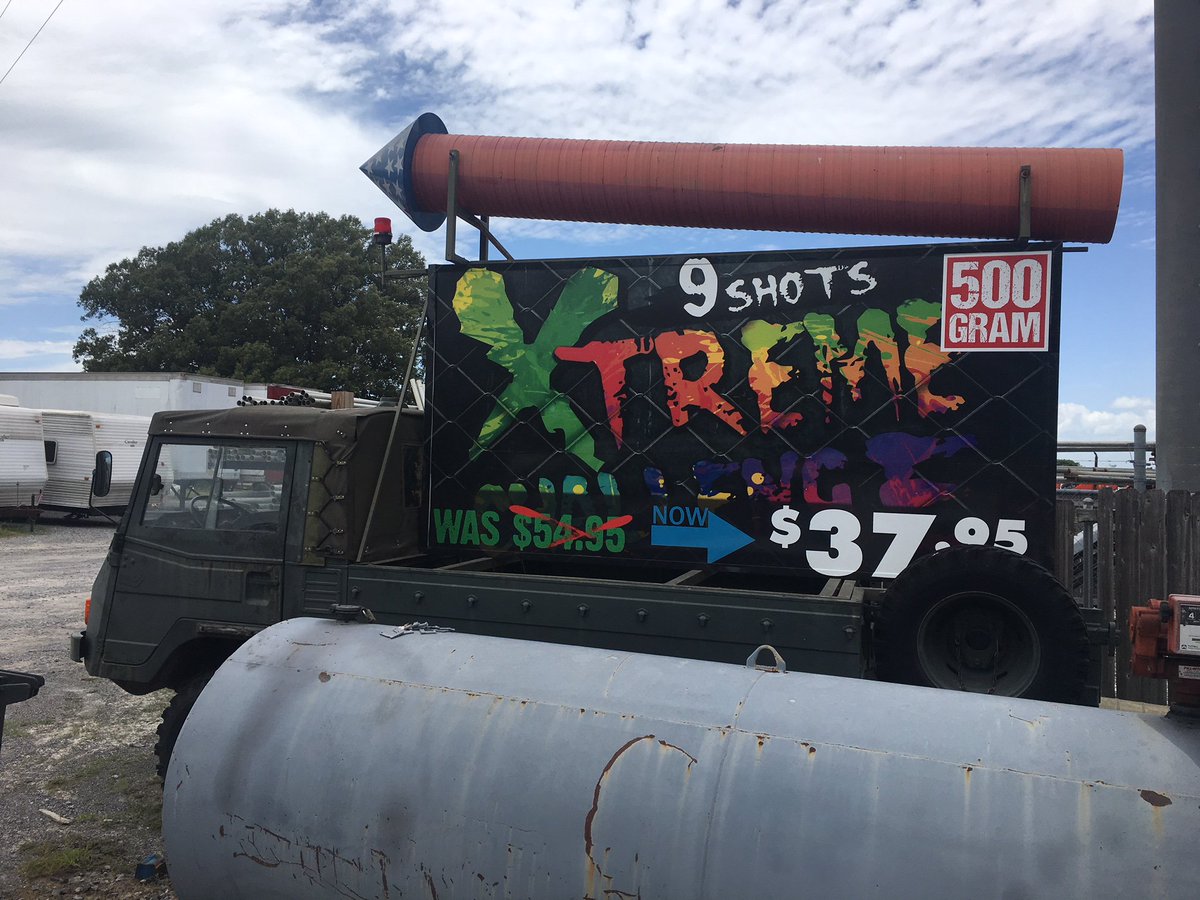 9 SHOTS
500
GRAM
XTREME
WAS $54.95
NOW
$37.95